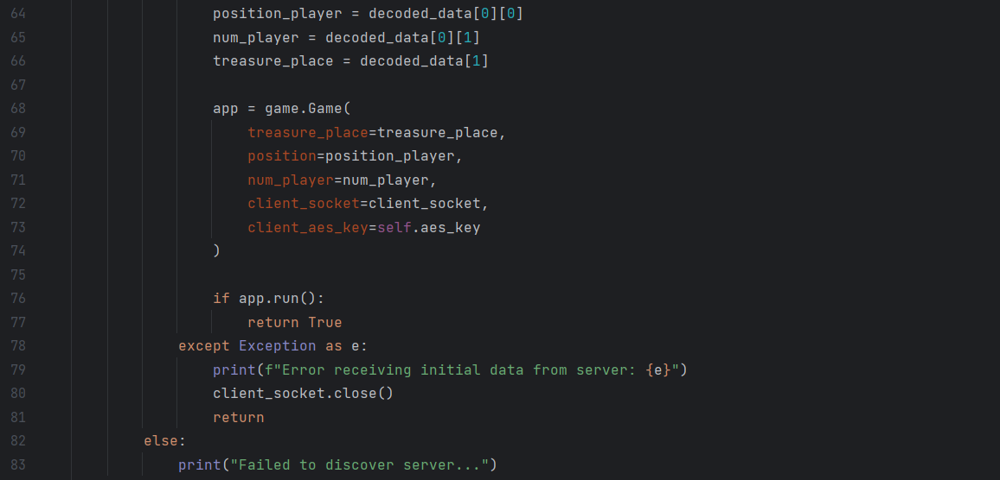 64 position_player = decoded_data[0][0]
65 num_player = decoded_data[0][1]
66 treasure_place = decoded_data[1]
67
68 app = game.Game(
69 treasure_place=treasure_place,
70 position=position_player,
71 num_player=num_player,
72 client_socket=client_socket,
73 client_aes_key=self.aes_key
74 )
75
76 if app.run():
77 return True
78 except Exception as e:
79 print(f"Error receiving initial data from server: {e}")
80 client_socket.close()
81 return
82 else:
83 print("Failed to discover server...")